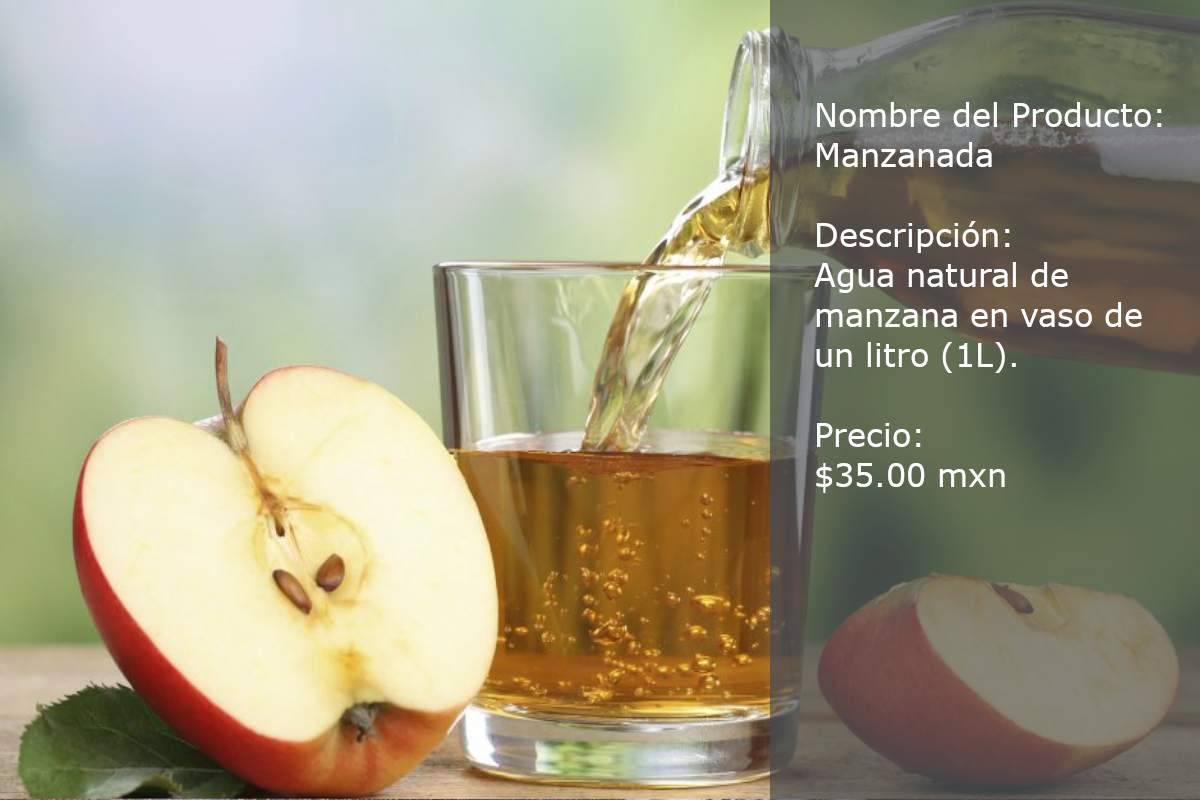 Nombre del Producto:
Manzanada
Descripción:
Agua natural de
manzana en vaso de
un litro (1L).
Precio:
$35.00 mxn